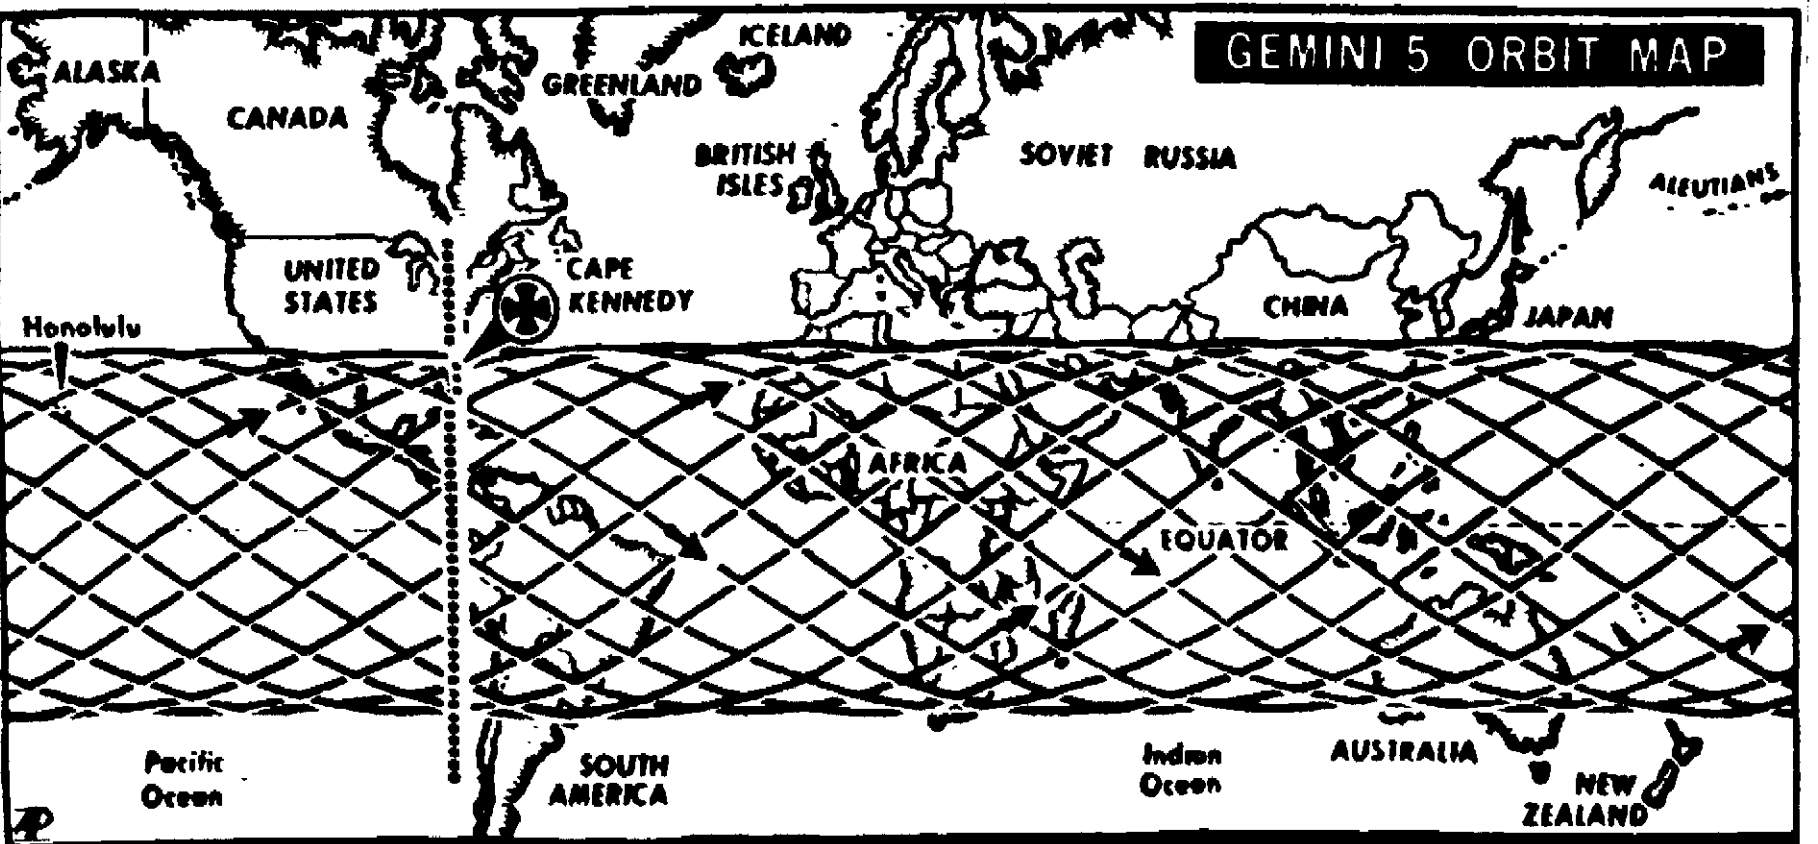 GEMINI 5 ORBIT MAP
ICELAND
ALASKA
GREENLAND
CANADA
BRITISH
ISLES
SOVIET RUSSIA
ALEUTIANS
UNITED
STATES
CAPE
KENNEDY
CHINA
JAPAN
Honolulu
AFRICA
EQUATOR
Pacific
Ocean
SOUTH
AMERICA
Indian
Ocean
AUSTRALIA
NEW
ZEALAND
AP